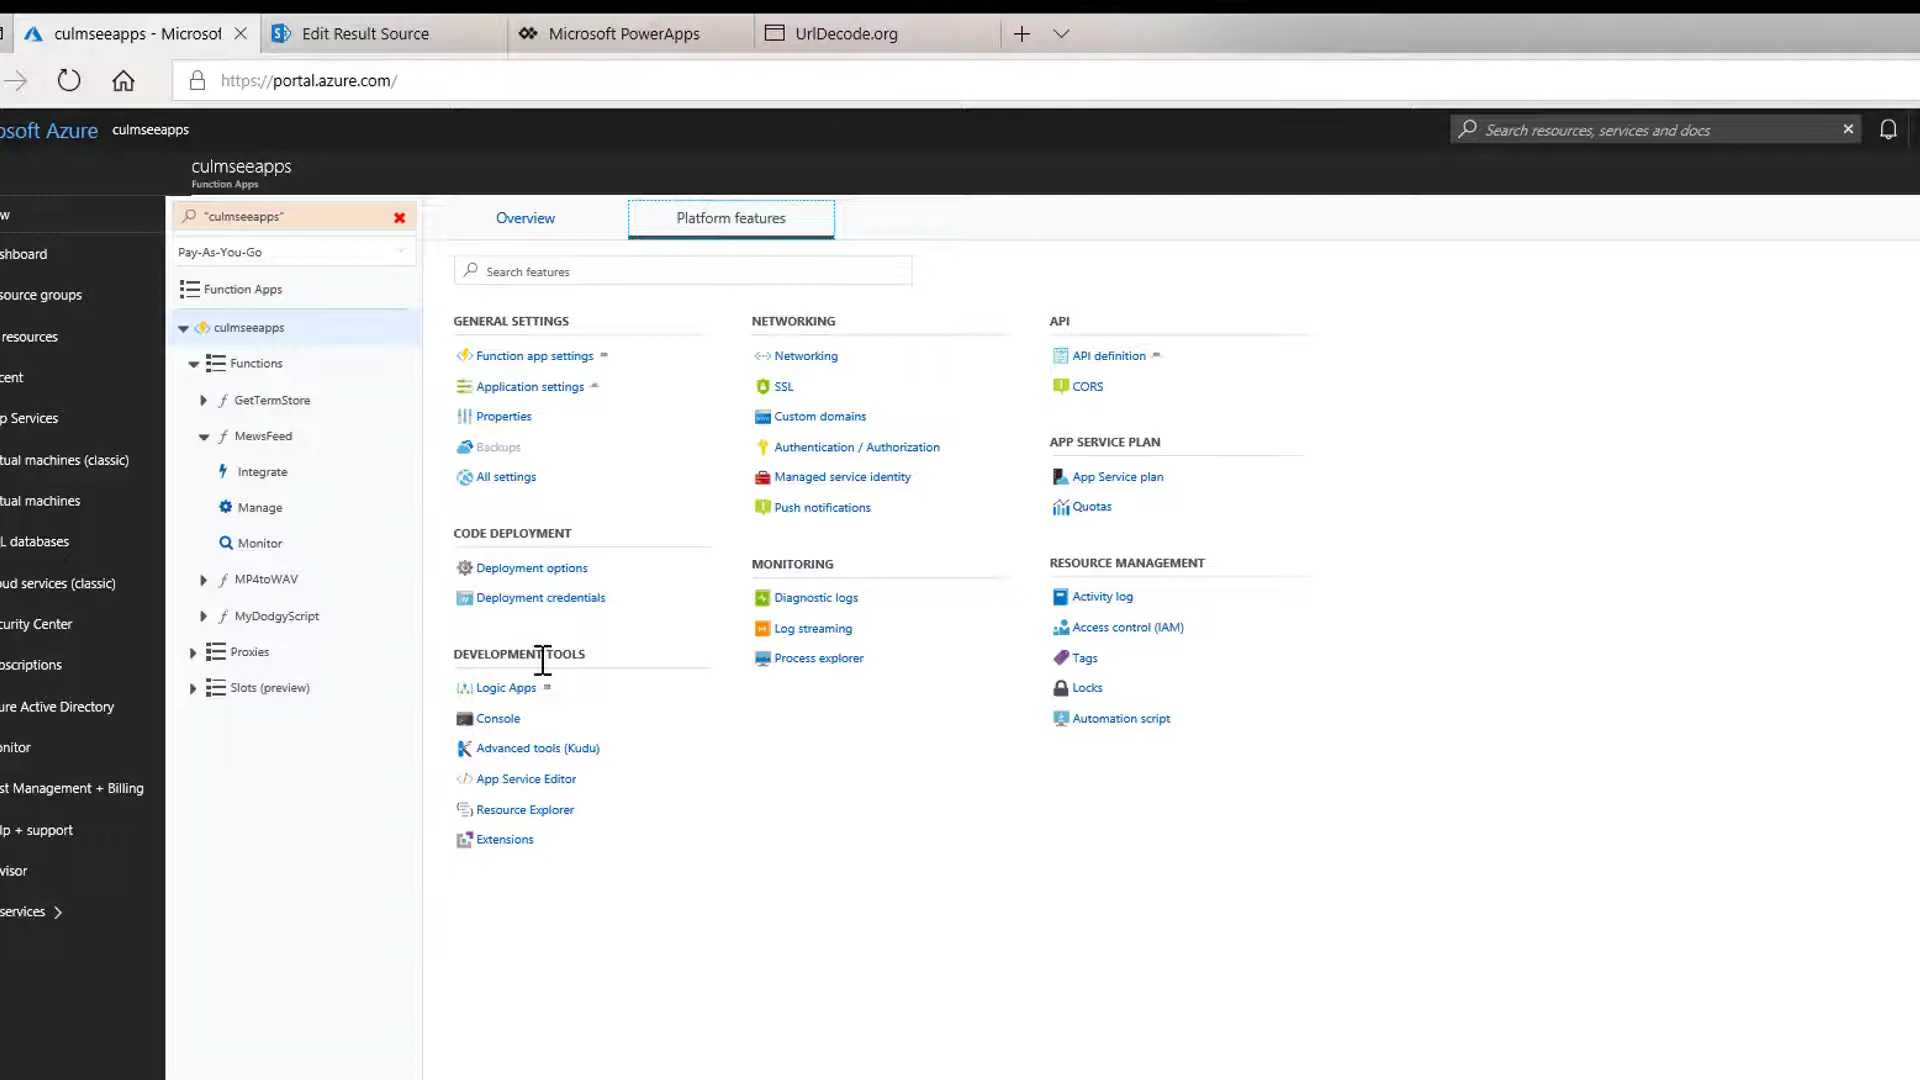 culmseeapps - Microsof
Edit Result Source
Microsoft PowerApps
UrlDecode.org
https://portal.azure.com/
osoft Azure culmseeapps
Search resources, services and docs
culmseeapps
Function Apps
w
shboard
source groups
resources
cent
p Services
tual machines (classic)
tual machines
L databases
oud services (classic)
curity Center
bscriptions
ure Active Directory
onitor
st Management + Billing
lp + support
visor
services
"culmseeapps"
Pay-As-You-Go
Function Apps
culmseeapps
Functions
GetTermStore
MewsFeed
Integrate
Manage
Monitor
MP4toWAV
MyDodgyScript
Proxies
Slots (preview)
Overview
Platform features
Search features
GENERAL SETTINGS
Function app settings
Application settings
Properties
Backups
All settings
CODE DEPLOYMENT
Deployment options
Deployment credentials
DEVELOPMENT TOOLS
Logic Apps
Console
Advanced tools (Kudu)
App Service Editor
Resource Explorer
Extensions
NETWORKING
Networking
SSL
Custom domains
Authentication / Authorization
Managed service identity
Push notifications
MONITORING
Diagnostic logs
Log streaming
Process explorer
API
API definition
CORS
APP SERVICE PLAN
App Service plan
Quotas
RESOURCE MANAGEMENT
Activity log
Access control (IAM)
Tags
Locks
Automation script